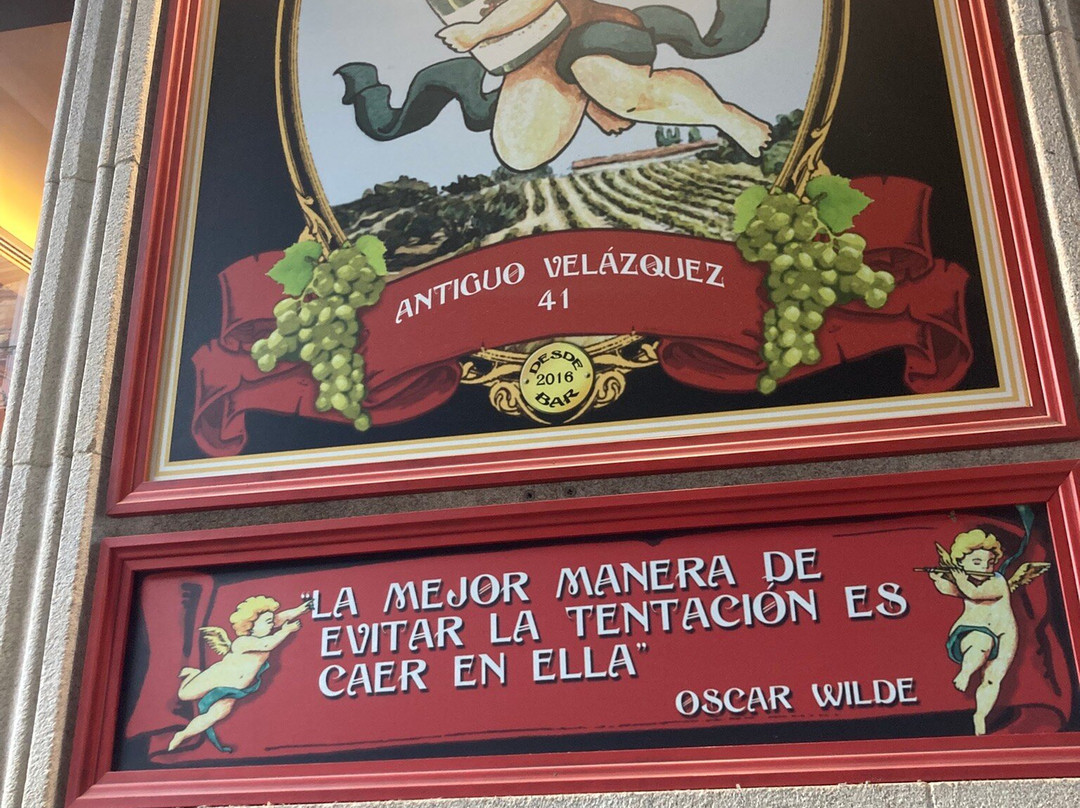 ANTIGUO VELÁZQUEZ
41
DESDE
2016
BAR
"LA MEJOR MANERA DE
EVITAR LA TENTACIÓN ES
CAER EN ELLA"
OSCAR WILDE